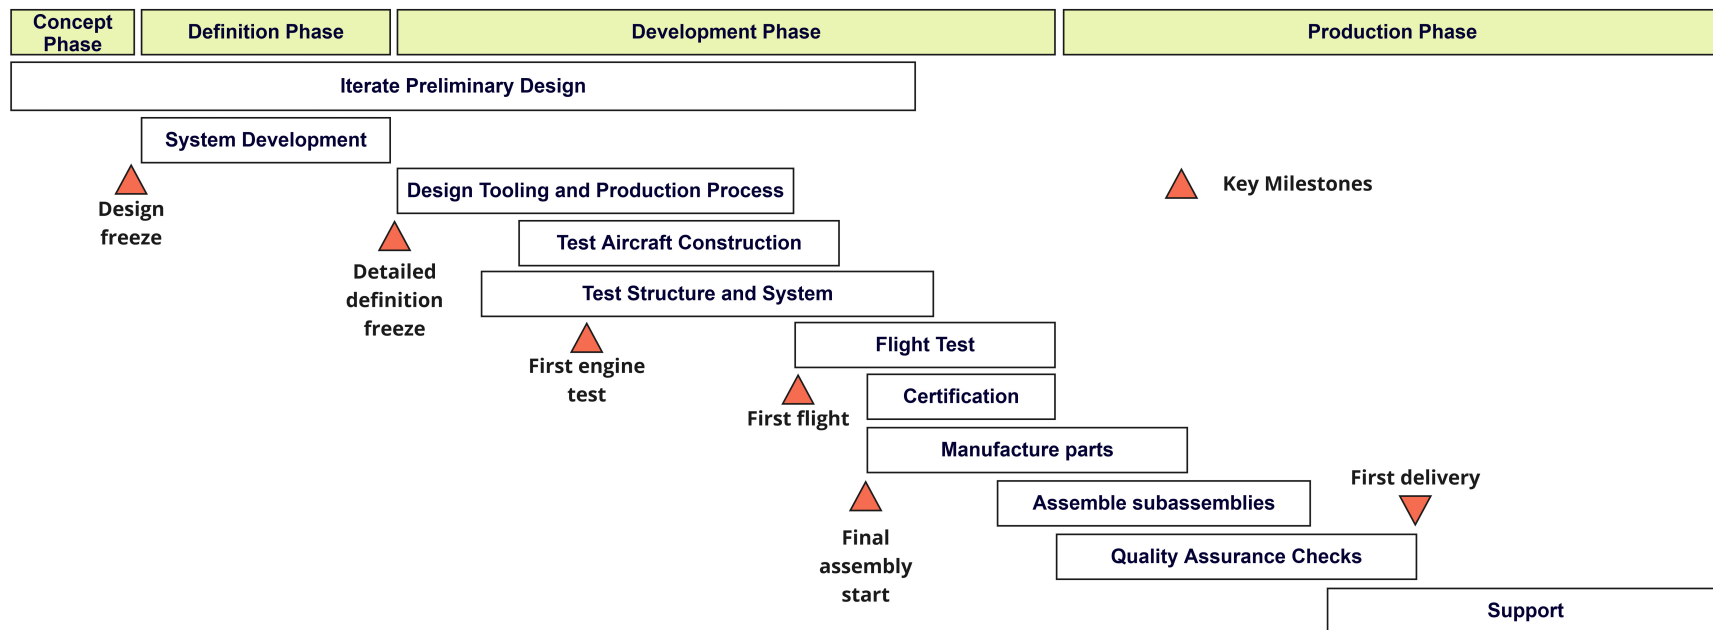 Concept
Phase
Definition Phase
Development Phase
Production Phase
Iterate Preliminary Design
System Development
Design
freeze
Design Tooling and Production Process
Key Milestones
Detailed
definition
freeze
Test Aircraft Construction
Test Structure and System
First engine
test
Flight Test
First flight
Certification
Manufacture parts
Final
assembly
start
Assemble subassemblies
First delivery
Quality Assurance Checks
Support